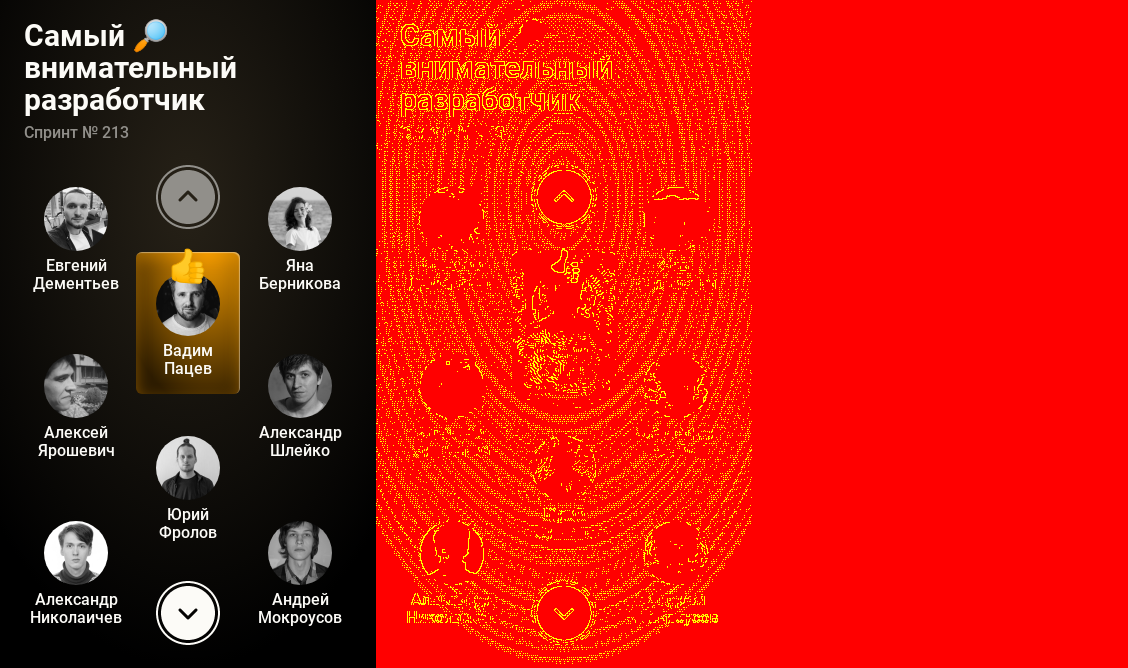 Самый 🔎
внимательный
разработчик
Спринт № 213
Евгений
Дементьев
Яна
Берникова
Вадим
Пацев
Алексей
Ярошевич
Александр
Шлейко
Юрий
Фролов
Александр
Николаичев
Андрей
Мокроусов
Самый
внимательный
разработчик